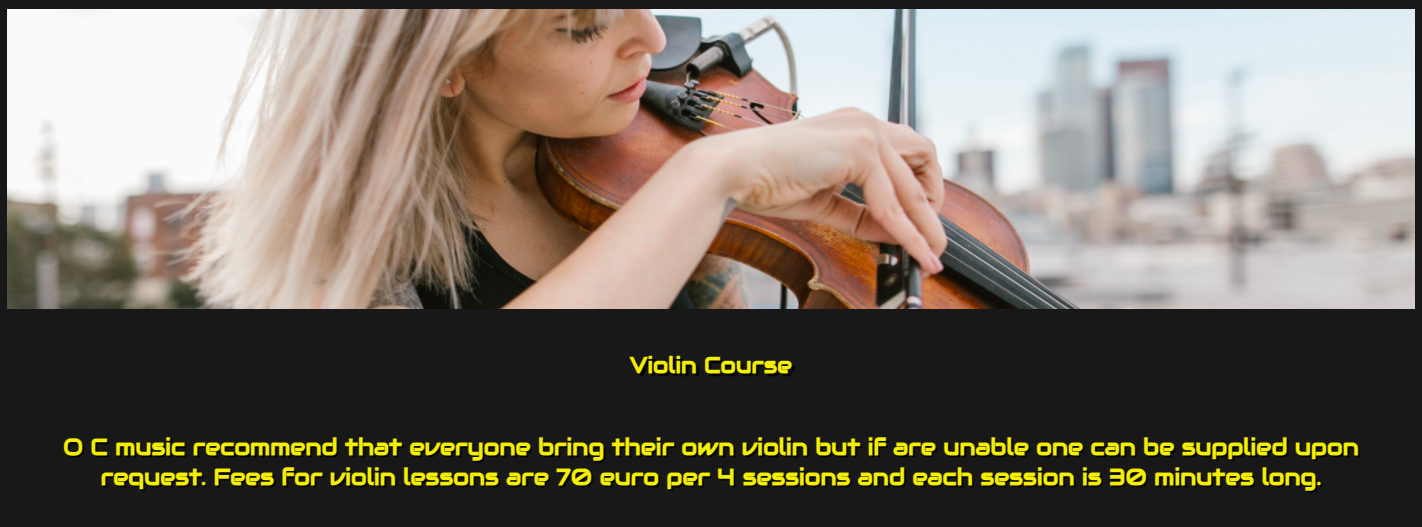 Violin Course
O C music recommend that everyone bring their own violin but if are unable one can be supplied upon
request. Fees for violin lessons are 70 euro per 4 sessions and each session is 30 minutes long.